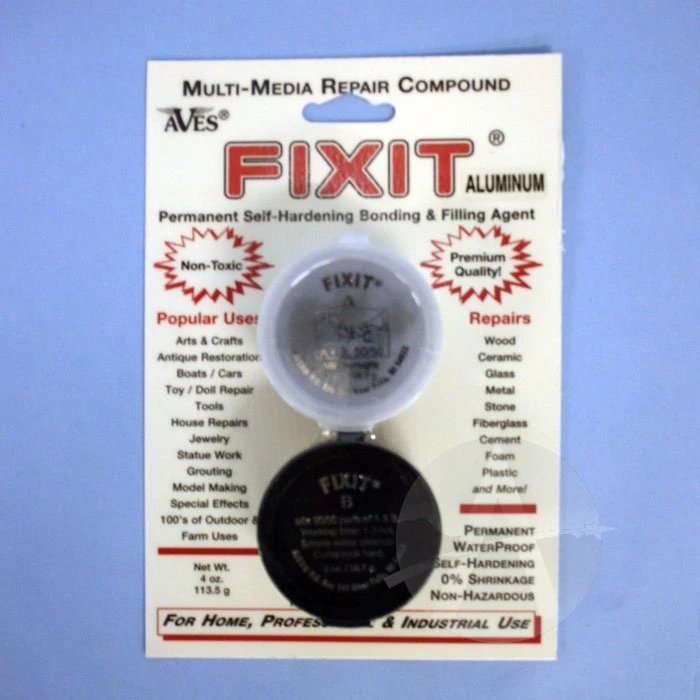 MULTI-MEDIA REPAIR COMPOUND
AVES®
FIXIT®
ALUMINUM
Permanent Self-Hardening Bonding & Filling Agent
Non-Toxic
Premium Quality!
Popular Uses
Arts & Crafts
Antique Restoration
Boats / Cars
Toy / Doll Repair
Tools
House Repairs
Jewelry
Statue Work
Grouting
Model Making
Special Effects
100's of Outdoor &
Farm Uses
Net Wt.
4 oz.
113.5 g
FIXIT®
A
50/50
FIXIT®
B
Repairs
Wood
Ceramic
Glass
Metal
Stone
Fiberglass
Cement
Foam
Plastic
and More!
PERMANENT
WATERPROOF
SELF-HARDENING
0% SHRINKAGE
NON-HAZARDOUS
FOR HOME, PROFESSIONAL & INDUSTRIAL USE